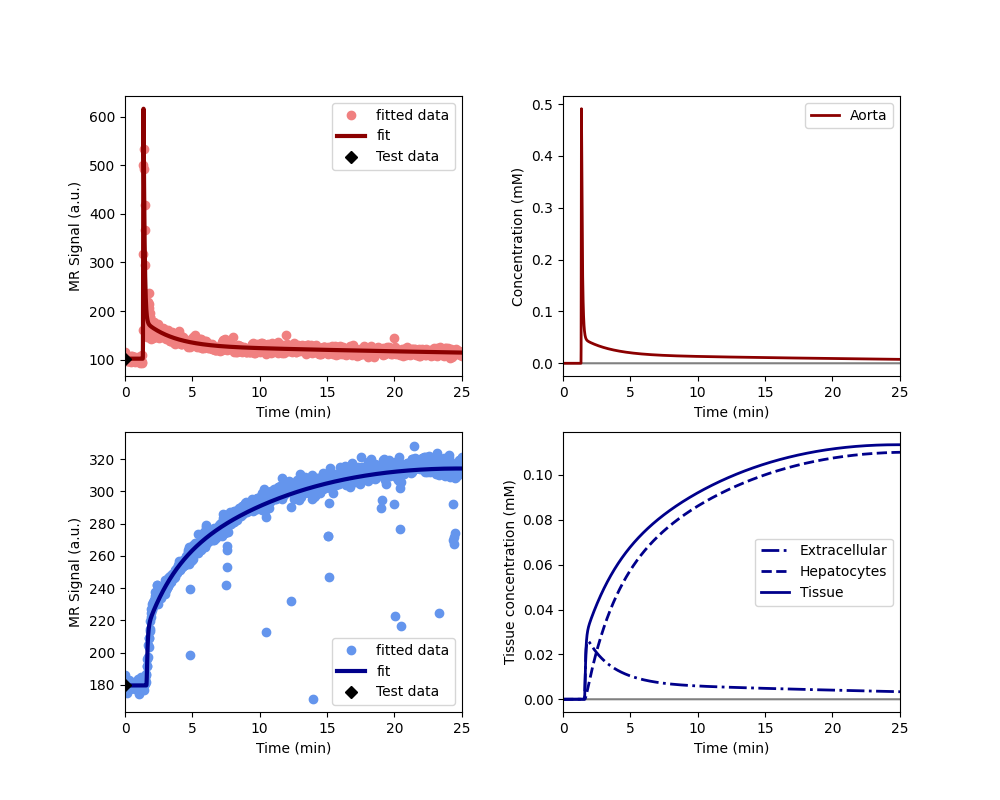 600
500
400
300
200
100
MR Signal (a.u.)
fitted data
fit
Test data
0 5 10 15 20 25
Time (min)
0.5
0.4
0.3
0.2
0.1
0.0
Concentration (mM)
Aorta
0 5 10 15 20 25
Time (min)
320
300
280
260
240
220
200
180
MR Signal (a.u.)
fitted data
fit
Test data
0 5 10 15 20 25
Time (min)
0.10
0.08
0.06
0.04
0.02
0.00
Tissue concentration (mM)
Extracellular
Hepatocytes
Tissue
0 5 10 15 20 25
Time (min)